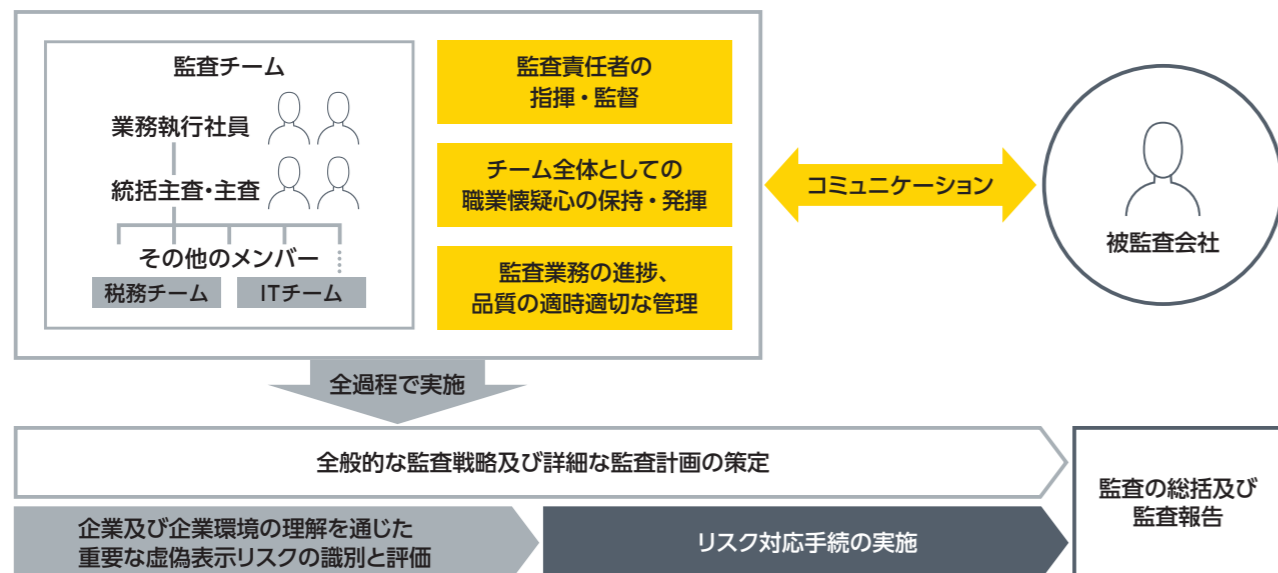 監査チーム
業務執行社員
統括主査・主査
その他のメンバー
税務チーム
ITチーム
監査責任者の
指揮・監督
チーム全体としての
職業懐疑心の保持・発揮
監査業務の進捗、
品質の適時適切な管理
コミュニケーション
被監査会社
全過程で実施
全般的な監査戦略及び詳細な監査計画の策定
企業及び企業環境の理解を通じた
重要な虚偽表示リスクの識別と評価
リスク対応手続の実施
監査の総括及び
監査報告